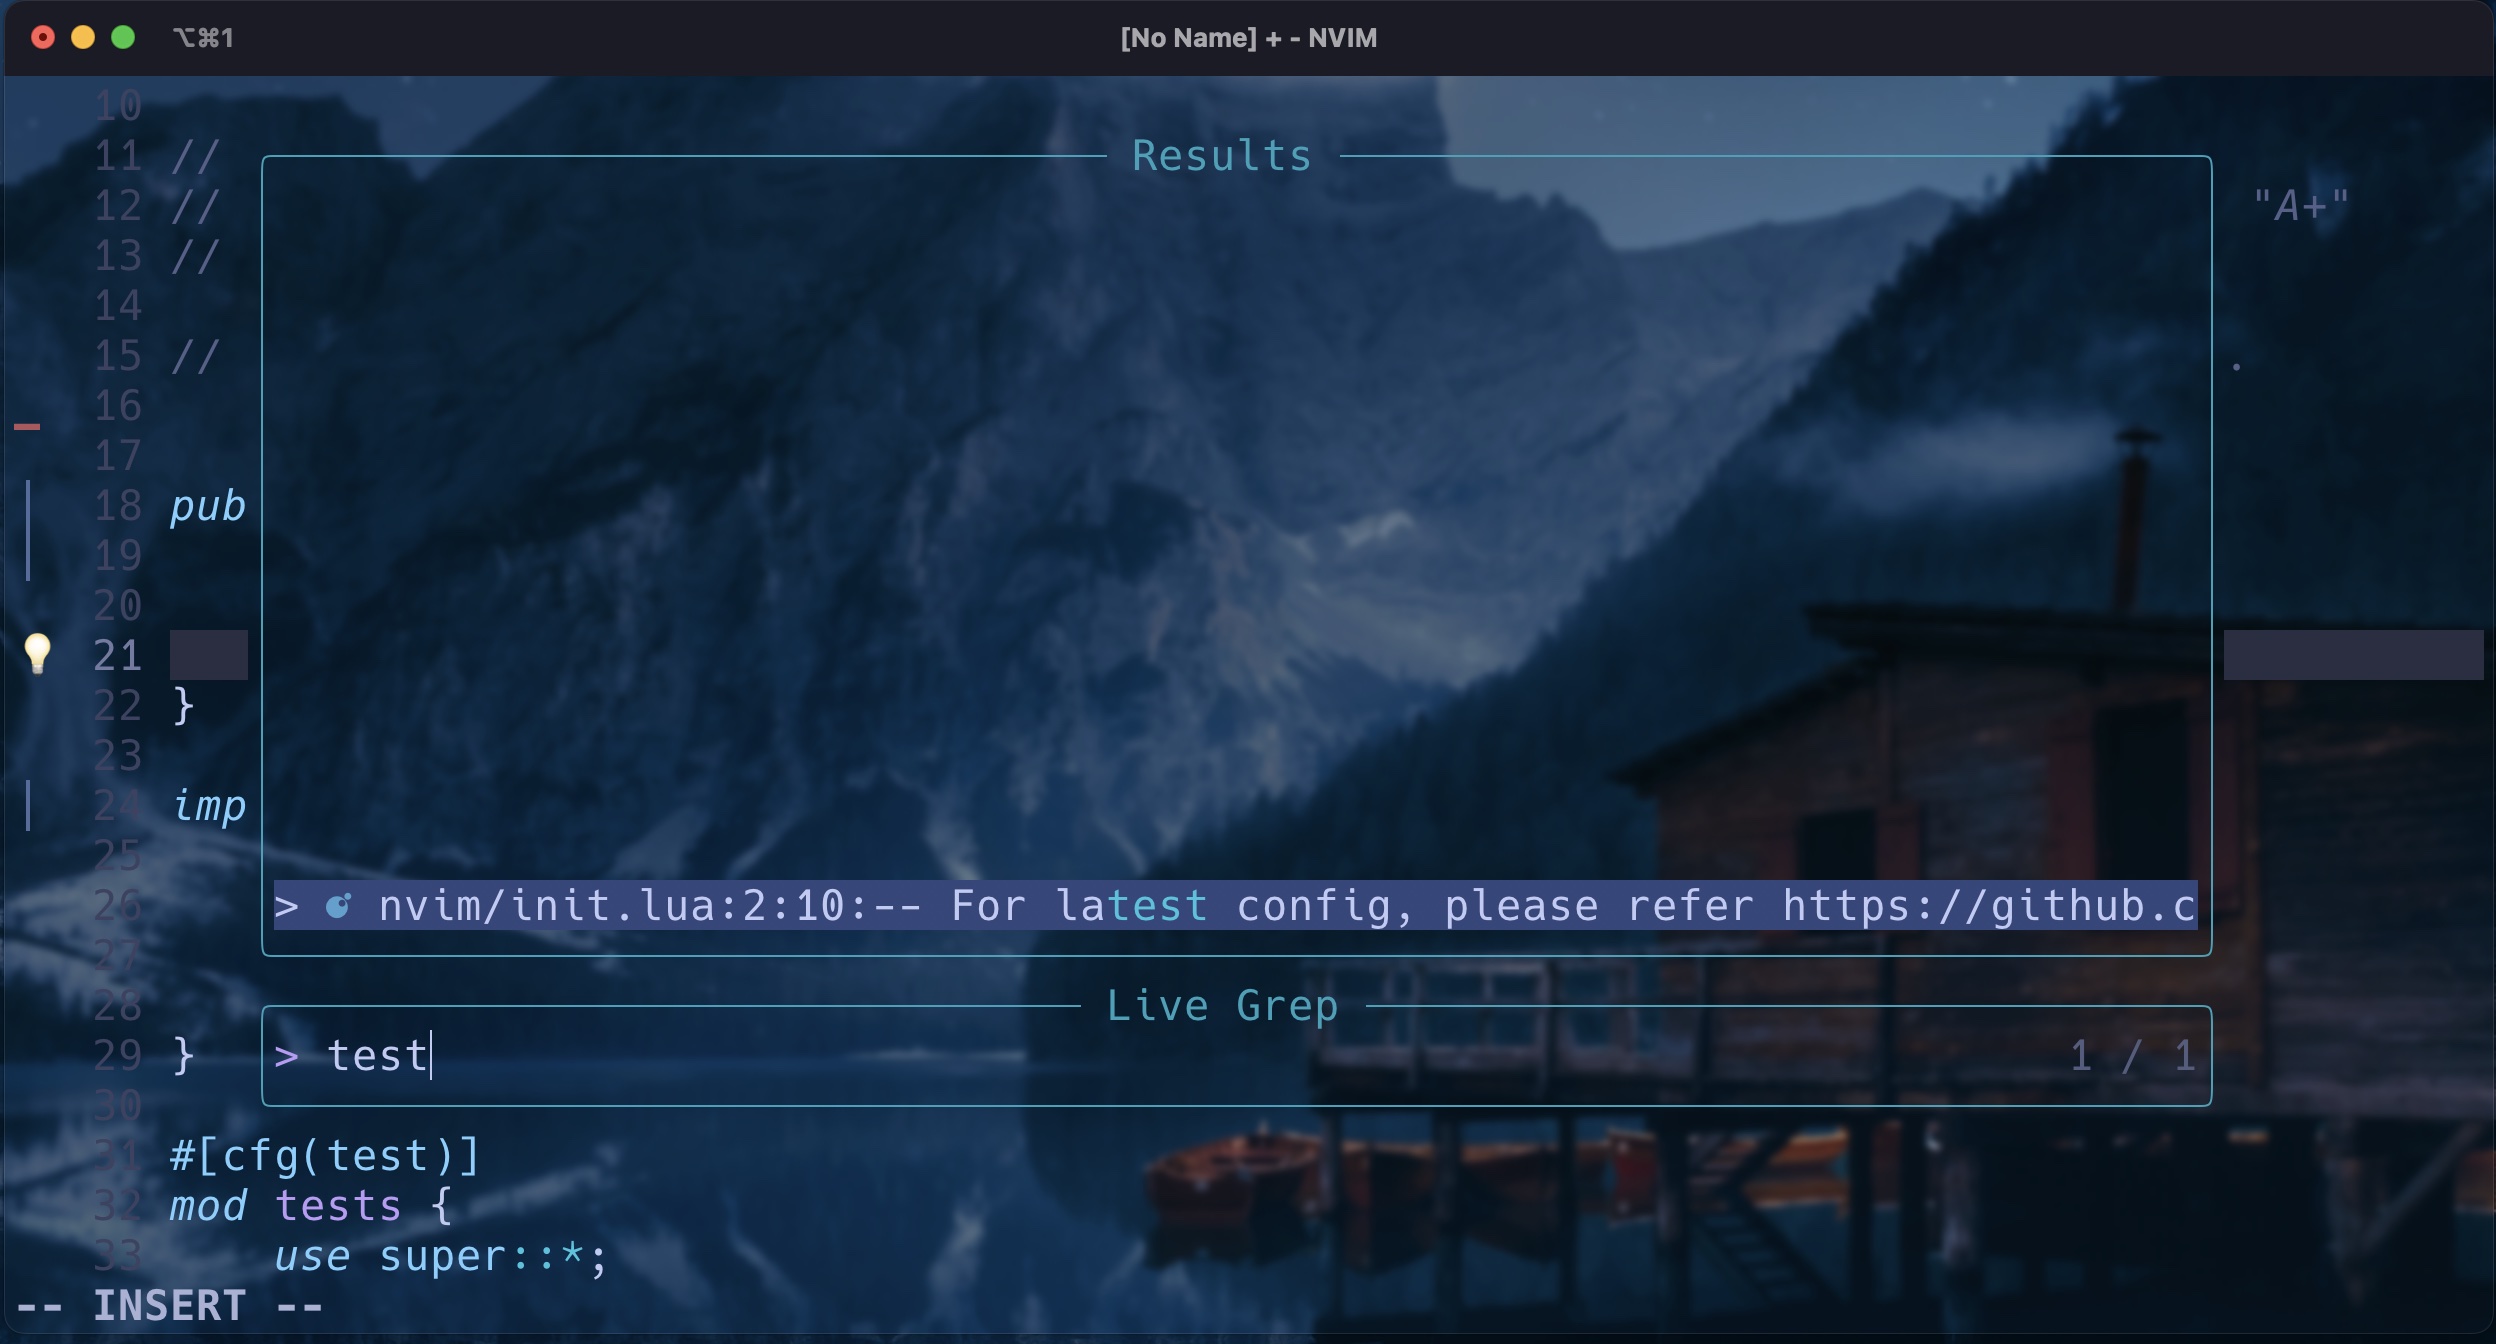 ⌥⌘1 [No Name] + - NVIM
10
11 //
Results
12 // "A+"
13 //
14
15 // .
16
17
18 pub
19
20
21
22 }
23
24 imp
25
26 > nvim/init.lua:2:10:-- For latest config, please refer https://github.c
27
28 Live Grep
29 } > test 1 / 1
30
31 #[cfg(test)]
32 mod tests {
33 use super::*;
-- INSERT --